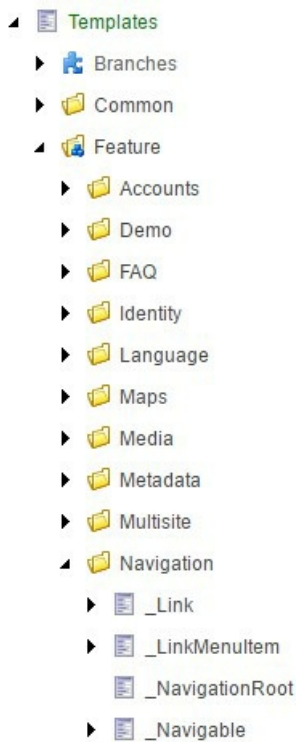 Templates
Branches
Common
Feature
Accounts
Demo
FAQ
Identity
Language
Maps
Media
Metadata
Multisite
Navigation
_Link
_LinkMenuItem
_NavigationRoot
_Navigable